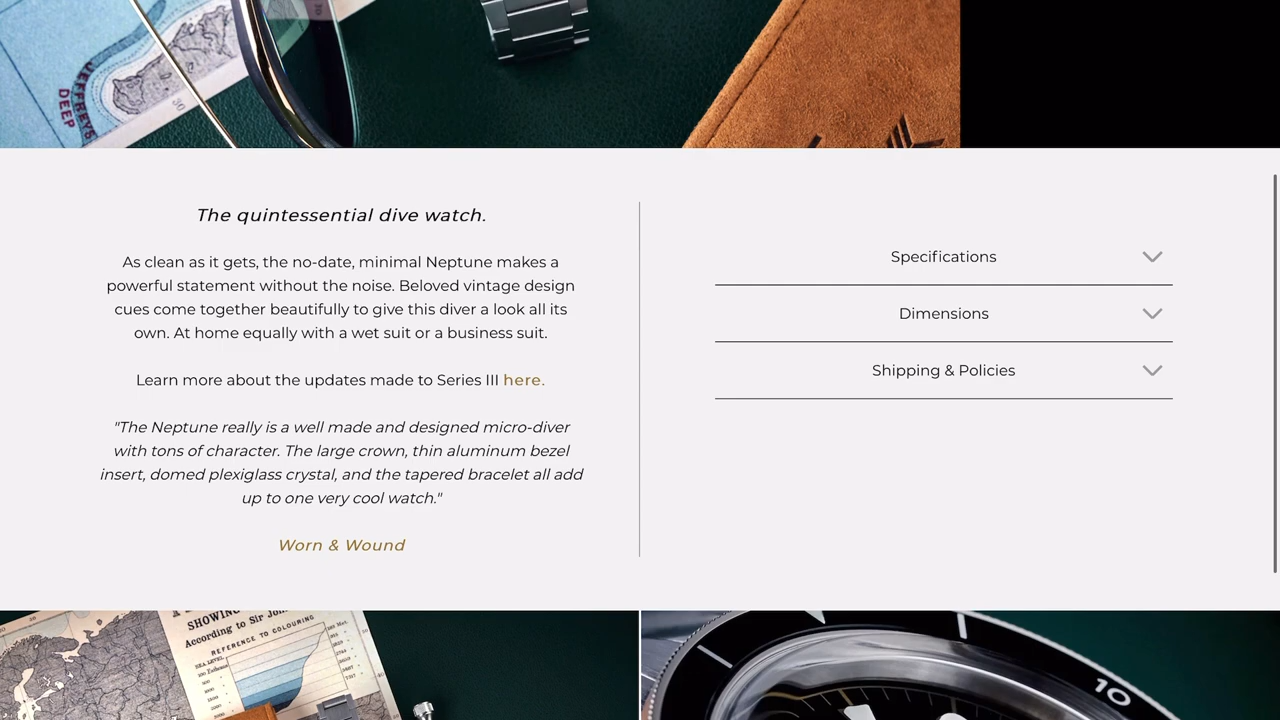 JEFFREYS
DEEP
The quintessential dive watch.
As clean as it gets, the no-date, minimal Neptune makes a
powerful statement without the noise. Beloved vintage design
cues come together beautifully to give this diver a look all its
own. At home equally with a wet suit or a business suit.
Learn more about the updates made to Series III here.
"The Neptune really is a well made and designed micro-diver
with tons of character. The large crown, thin aluminum bezel
insert, domed plexiglass crystal, and the tapered bracelet all add
up to one very cool watch."
Worn & Wound
Specifications
Dimensions
Shipping & Policies
SHOWING
According to Sir John
REFERENCE TO COLOURING
SEA LEVEL
10